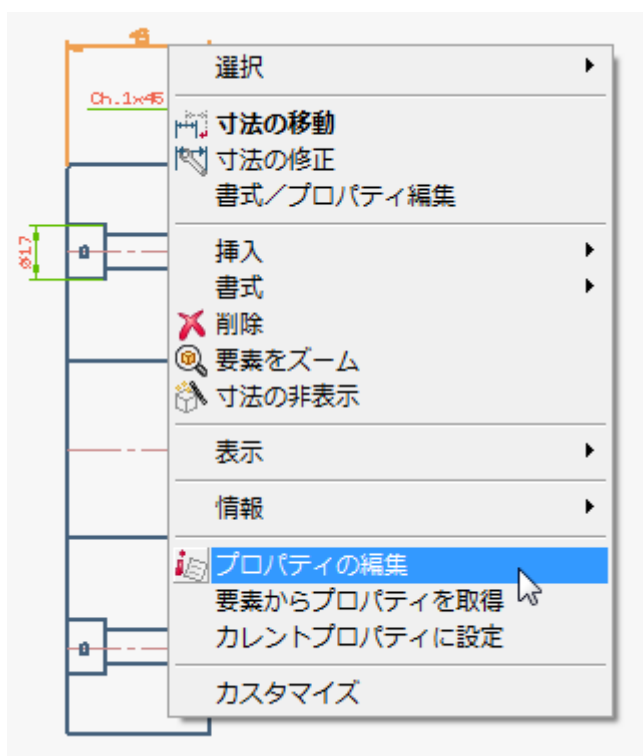 18
選択
Ch.1x45
寸法の移動
寸法の修正
書式／プロパティ編集
Ø17
挿入
書式
削除
要素をズーム
寸法の非表示
表示
情報
プロパティの編集
要素からプロパティを取得
カレントプロパティに設定
カスタマイズ